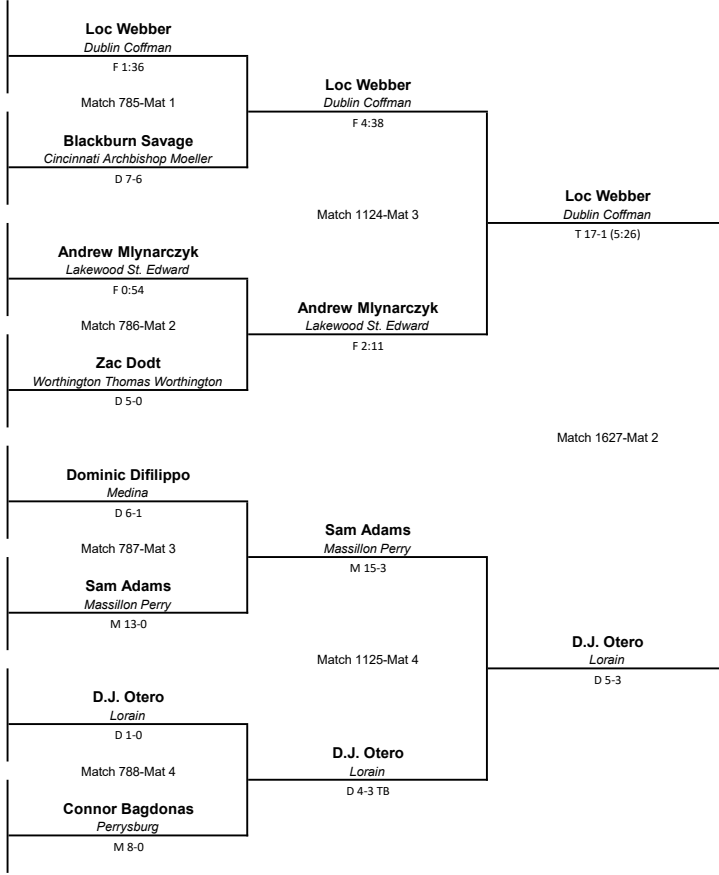 Loc Webber
Dublin Coffman
F 1:36
Match 785-Mat 1
Blackburn Savage
Cincinnati Archbishop Moeller
D 7-6
Andrew Mlynarczyk
Lakewood St. Edward
F 0:54
Match 786-Mat 2
Zac Dodt
Worthington Thomas Worthington
D 5-0
Dominic Difilippo
Medina
D 6-1
Match 787-Mat 3
Sam Adams
Massillon Perry
M 13-0
D.J. Otero
Lorain
D 1-0
Match 788-Mat 4
Connor Bagdonas
Perrysburg
M 8-0
Loc Webber
Dublin Coffman
F 4:38
Match 1124-Mat 3
Andrew Mlynarczyk
Lakewood St. Edward
F 2:11
Sam Adams
Massillon Perry
M 15-3
Match 1125-Mat 4
D.J. Otero
Lorain
D 4-3 TB
Loc Webber
Dublin Coffman
T 17-1 (5:26)
Match 1627-Mat 2
D.J. Otero
Lorain
D 5-3